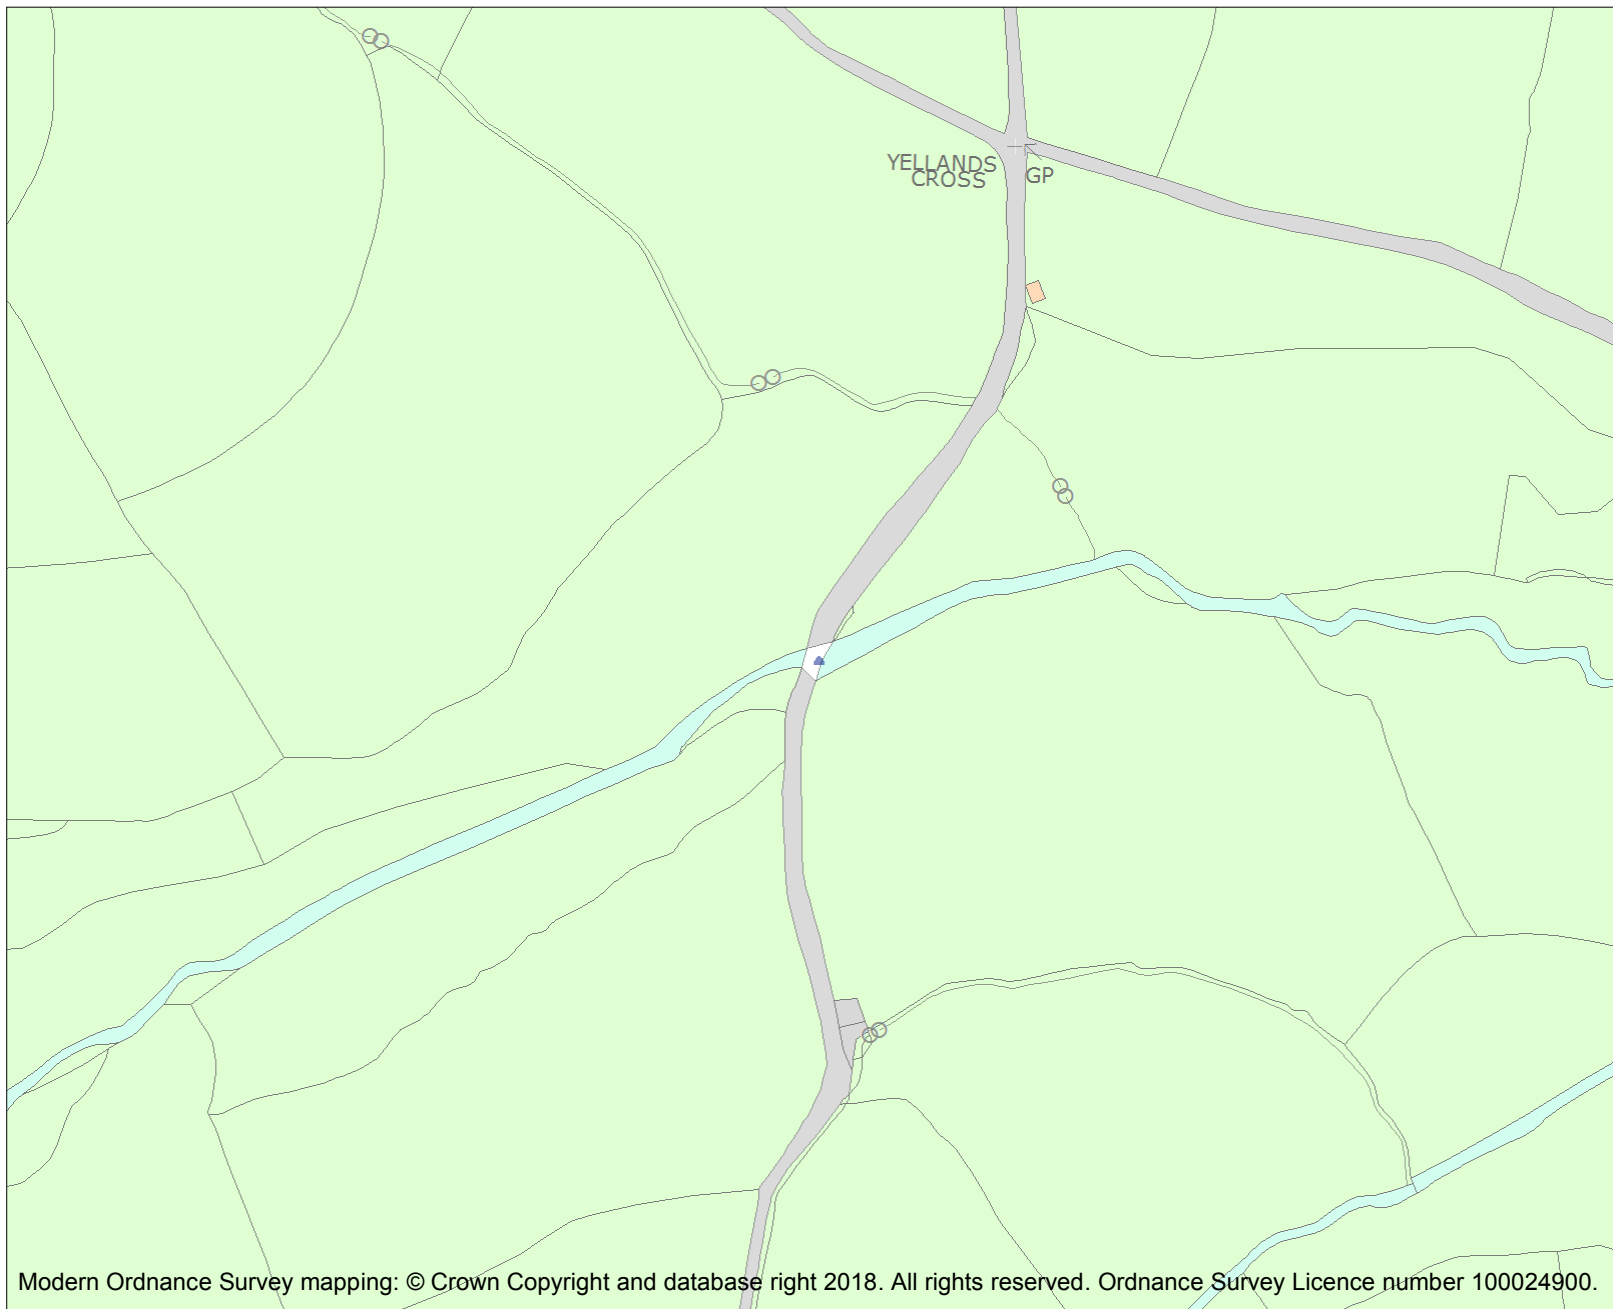 YELLANDS
CROSS
GP
Modern Ordnance Survey mapping: © Crown Copyright and database right 2018. All rights reserved. Ordnance Survey Licence number 100024900.